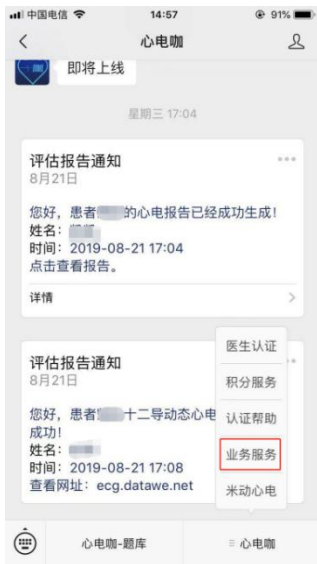 中国电信 14:57 91%
心电咖
即将上线
星期三 17:04
评估报告通知
8月21日
您好，患者 的心电报告已经成功生成！
姓名：
时间：2019-08-21 17:04
点击查看报告。
详情
评估报告通知
8月21日
您好，患者 十二导动态心电
成功！
姓名：
时间：2019-08-21 17:08
查看网址：ecg.datawe.net
医生认证
积分服务
认证帮助
业务服务
米动心电
心电咖-题库
心电咖